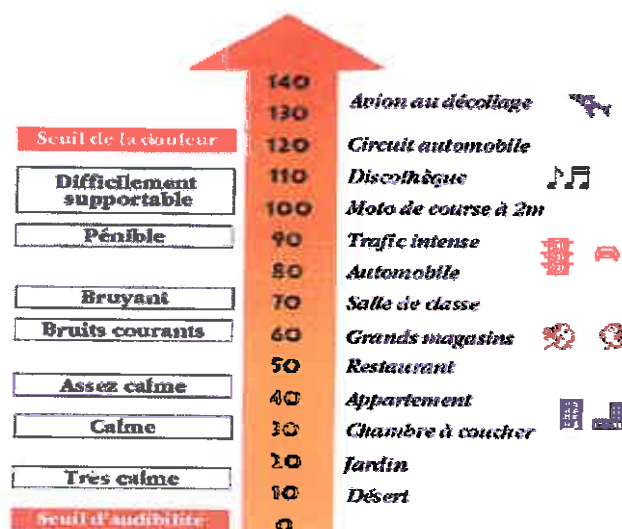 140
130
Avion au décollage
Seuil de la douleur
120
Circuit automobile
Difficilement
supportable
110
Discothèque
100
Moto de course à 2m
Pénible
90
Trafic intense
80
Automobile
Bruyant
70
Salle de classe
Bruits courants
60
Grands magasins
50
Restaurant
Assez calme
40
Appartement
Calme
30
Chambre à coucher
20
Jardin
Très calme
10
Désert
Seuil d'audibilité
0